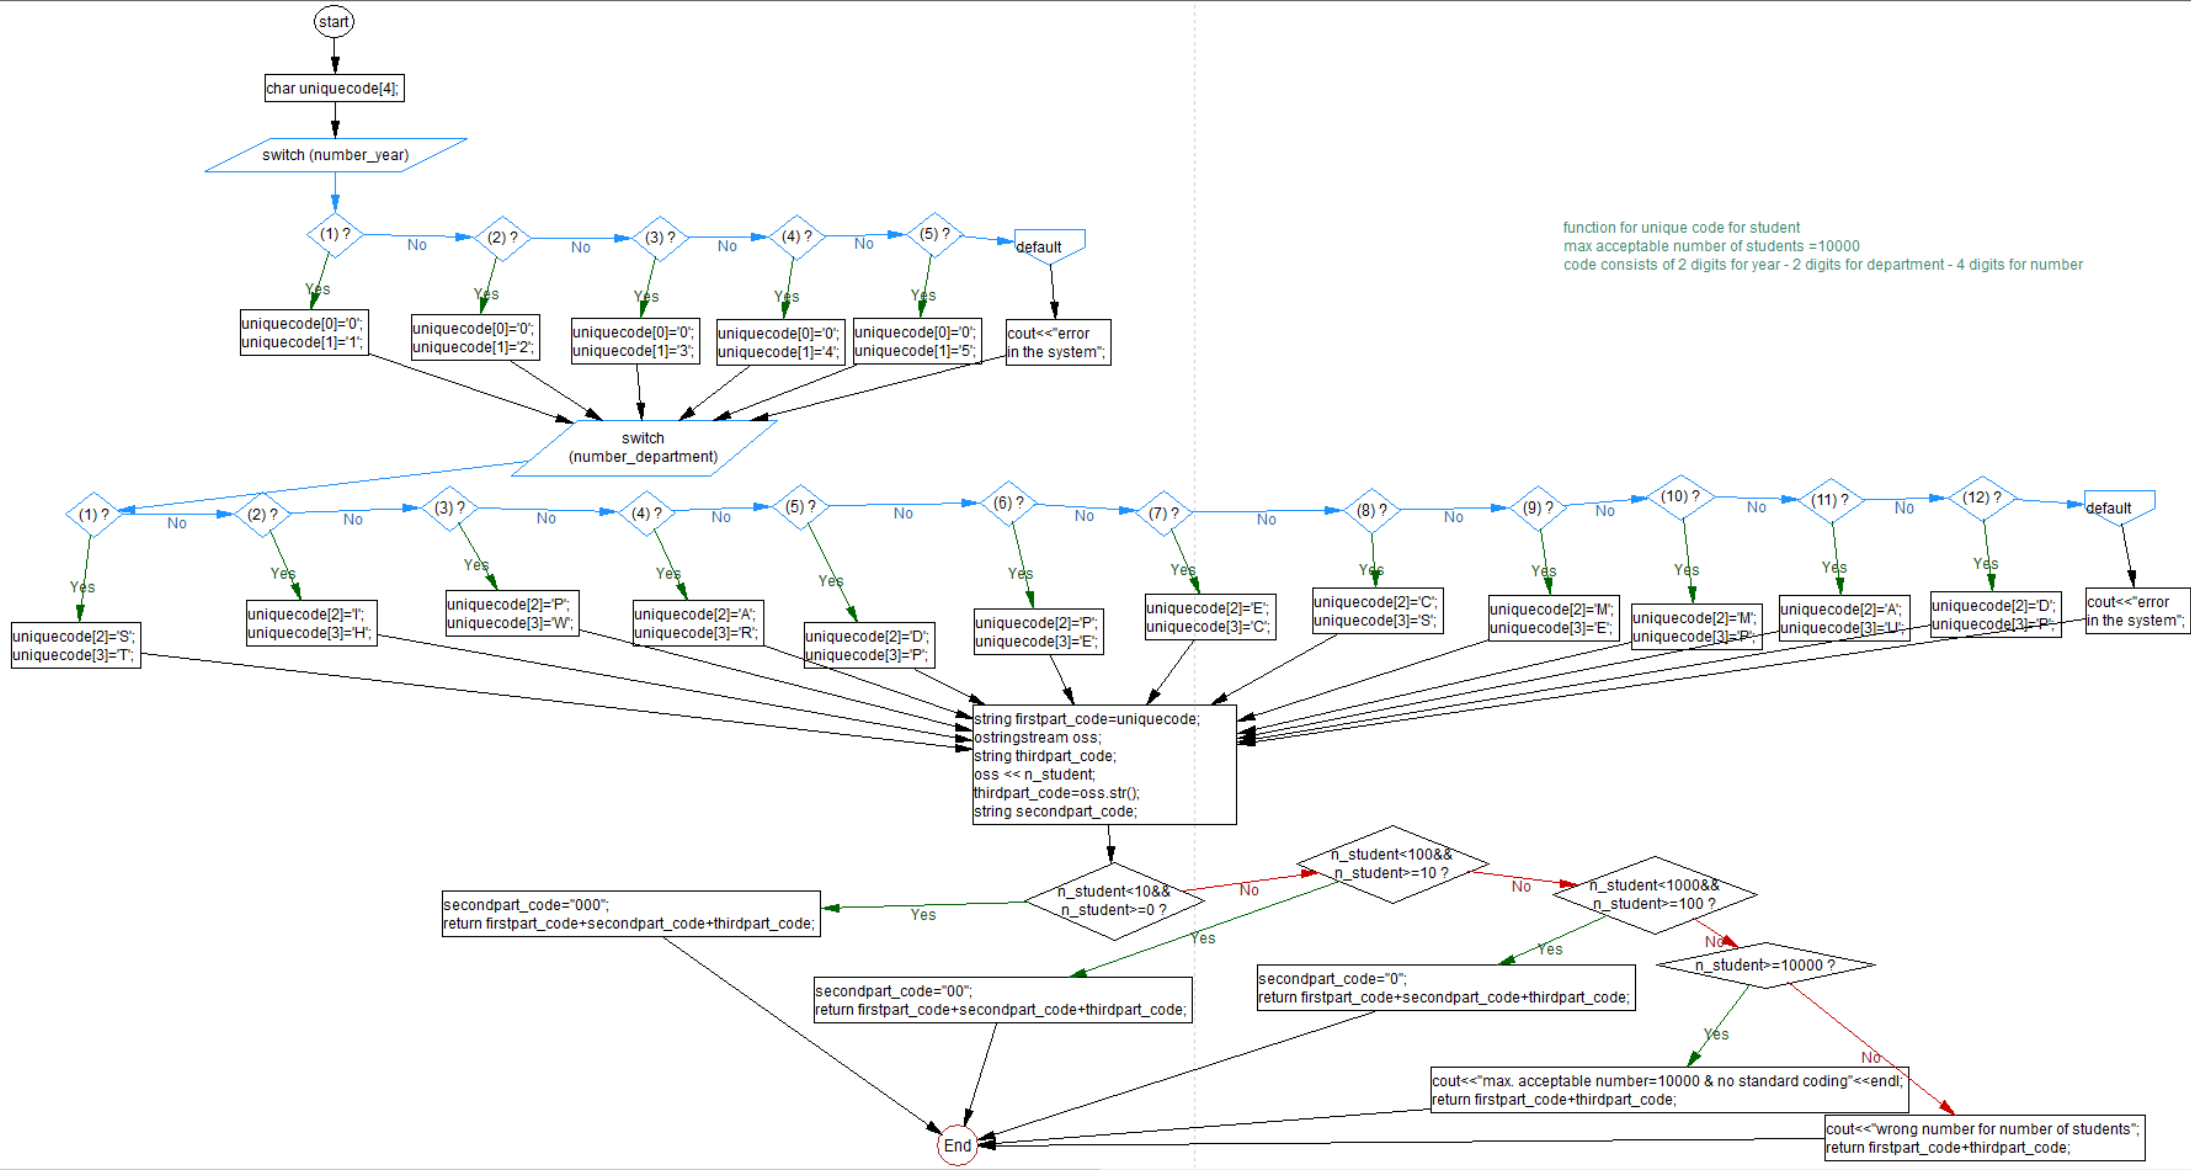 start
char uniquecode[4];
switch (number_year)
(1) ?
No
(2) ?
No
(3) ?
No
(4) ?
No
(5) ?
default
Yes
Yes
Yes
Yes
Yes
uniquecode[0]='0';
uniquecode[1]='1';
uniquecode[0]='0';
uniquecode[1]='2';
uniquecode[0]='0';
uniquecode[1]='3';
uniquecode[0]='0';
uniquecode[1]='4';
uniquecode[0]='0';
uniquecode[1]='5';
cout<<"error
in the system";
function for unique code for student
max acceptable number of students =10000
code consists of 2 digits for year - 2 digits for department - 4 digits for number
switch
(number_department)
(1) ?
No
(2) ?
No
(3) ?
No
(4) ?
No
(5) ?
No
(6) ?
No
(7) ?
No
(8) ?
No
(9) ?
No
(10) ?
No
(11) ?
No
(12) ?
default
Yes
Yes
Yes
Yes
Yes
Yes
Yes
Yes
Yes
Yes
Yes
Yes
uniquecode[2]='S';
uniquecode[3]='T';
uniquecode[2]='I';
uniquecode[3]='H';
uniquecode[2]='P';
uniquecode[3]='W';
uniquecode[2]='A';
uniquecode[3]='R';
uniquecode[2]='D';
uniquecode[3]='P';
uniquecode[2]='P';
uniquecode[3]='E';
uniquecode[2]='E';
uniquecode[3]='C';
uniquecode[2]='C';
uniquecode[3]='S';
uniquecode[2]='M';
uniquecode[3]='E';
uniquecode[2]='M';
uniquecode[3]='P';
uniquecode[2]='A';
uniquecode[3]='U';
uniquecode[2]='D';
uniquecode[3]='P';
cout<<"error
in the system";
string firstpart_code=uniquecode;
ostringstream oss;
string thirdpart_code;
oss << n_student;
thirdpart_code=oss.str();
string secondpart_code;
n_student<10&&
n_student>=0 ?
No
n_student<100&&
n_student>=10 ?
No
n_student<1000&&
n_student>=100 ?
No
n_student>=10000 ?
Yes
secondpart_code="000";
return firstpart_code+secondpart_code+thirdpart_code;
Yes
secondpart_code="00";
return firstpart_code+secondpart_code+thirdpart_code;
Yes
secondpart_code="0";
return firstpart_code+secondpart_code+thirdpart_code;
Yes
No
cout<<"max. acceptable number=10000 & no standard coding"<<endl;
return firstpart_code+thirdpart_code;
cout<<"wrong number for number of students";
return firstpart_code+thirdpart_code;
End